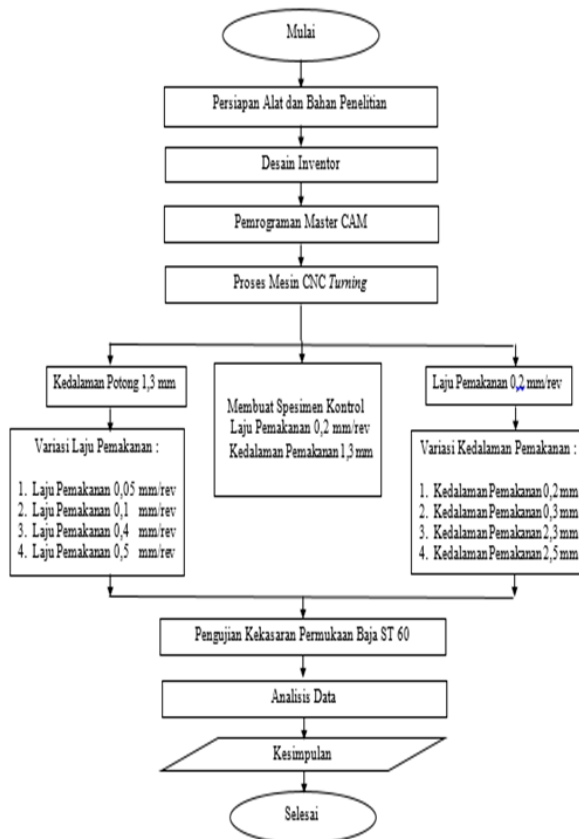 Mulai
Persiapan Alat dan Bahan Penelitian
Desain Inventor
Pemrograman Master CAM
Proses Mesin CNC Turning
Kedalaman Potong 1,3 mm
Variasi Laju Pemakanan :
1. Laju Pemakanan 0,05 mm/rev
2. Laju Pemakanan 0,1 mm/rev
3. Laju Pemakanan 0,4 mm/rev
4. Laju Pemakanan 0,5 mm/rev
Membuat Spesimen Kontrol
Laju Pemakanan 0,2 mm/rev
Kedalaman Pemakanan 1,3 mm
Laju Pemakanan 0,2 mm/rev
Variasi Kedalaman Pemakanan :
1. Kedalaman Pemakanan 0,2 mm
2. Kedalaman Pemakanan 0,3 mm
3. Kedalaman Pemakanan 2,3 mm
4. Kedalaman Pemakanan 2,5 mm
Pengujian Kekasaran Permukaan Baja ST 60
Analisis Data
Kesimpulan
Selesai